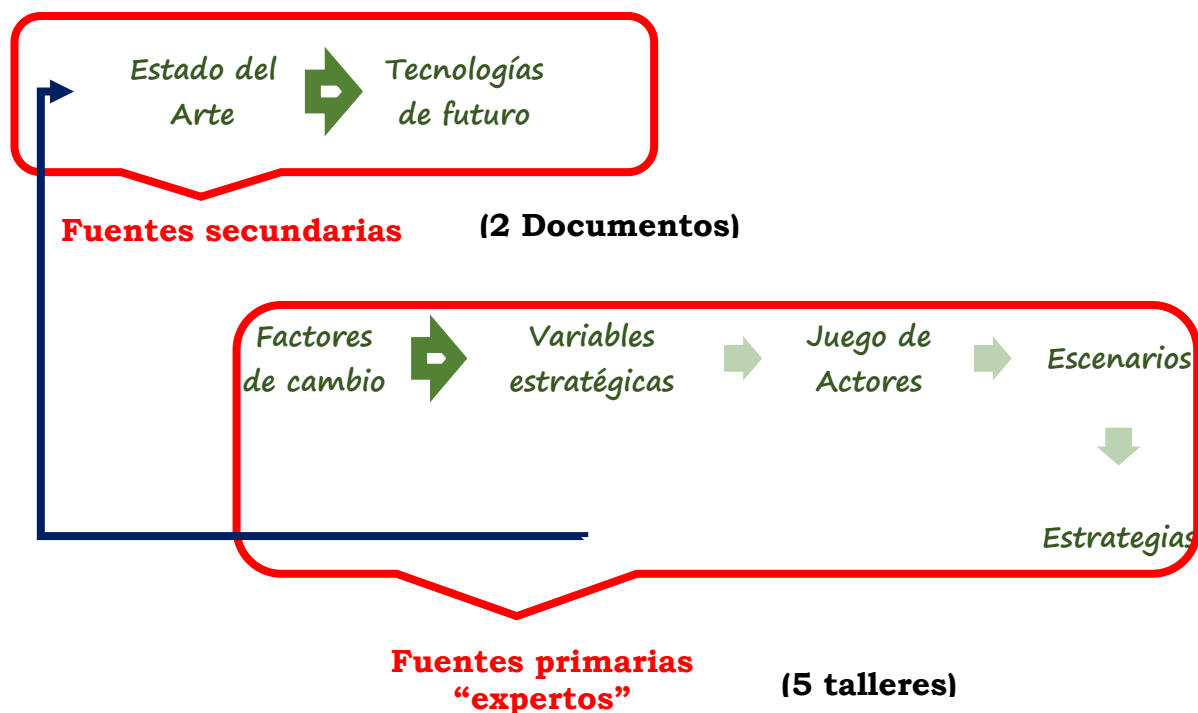 Estado del
Arte
Tecnologías
de futuro
Fuentes secundarias
(2 Documentos)
Factores
de cambio
Variables
estratégicas
Juego de
Actores
Escenarios
Estrategias
Fuentes primarias
“expertos”
(5 talleres)